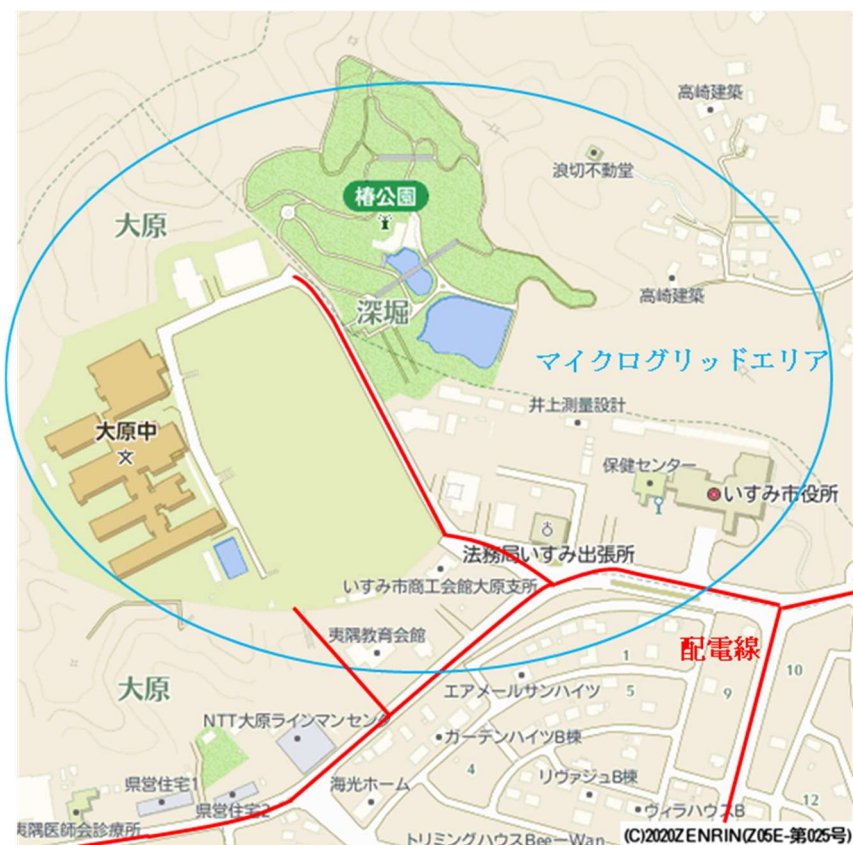 高崎建築
浪切不動堂
椿公園
大原
高崎建築
深堀
マイクログリッドエリア
井上測量設計
大原中
文
保健センター
いすみ市役所
法務局いすみ出張所
いすみ市商工会館大原支所
夷隅教育会館
配電線
1
10
大原
エアメールサンハイツ
5
9
NTT大原ラインマンセンタ
ガーデンハイツB棟
県営住宅1
4
リヴァシュB棟
海光ホーム
県営住宅2
ヴィラハウスB
12
夷隅医師会診療所
トリミングハウスBeeーWan
(C)2020ZENRIN(Z05E-第025号)